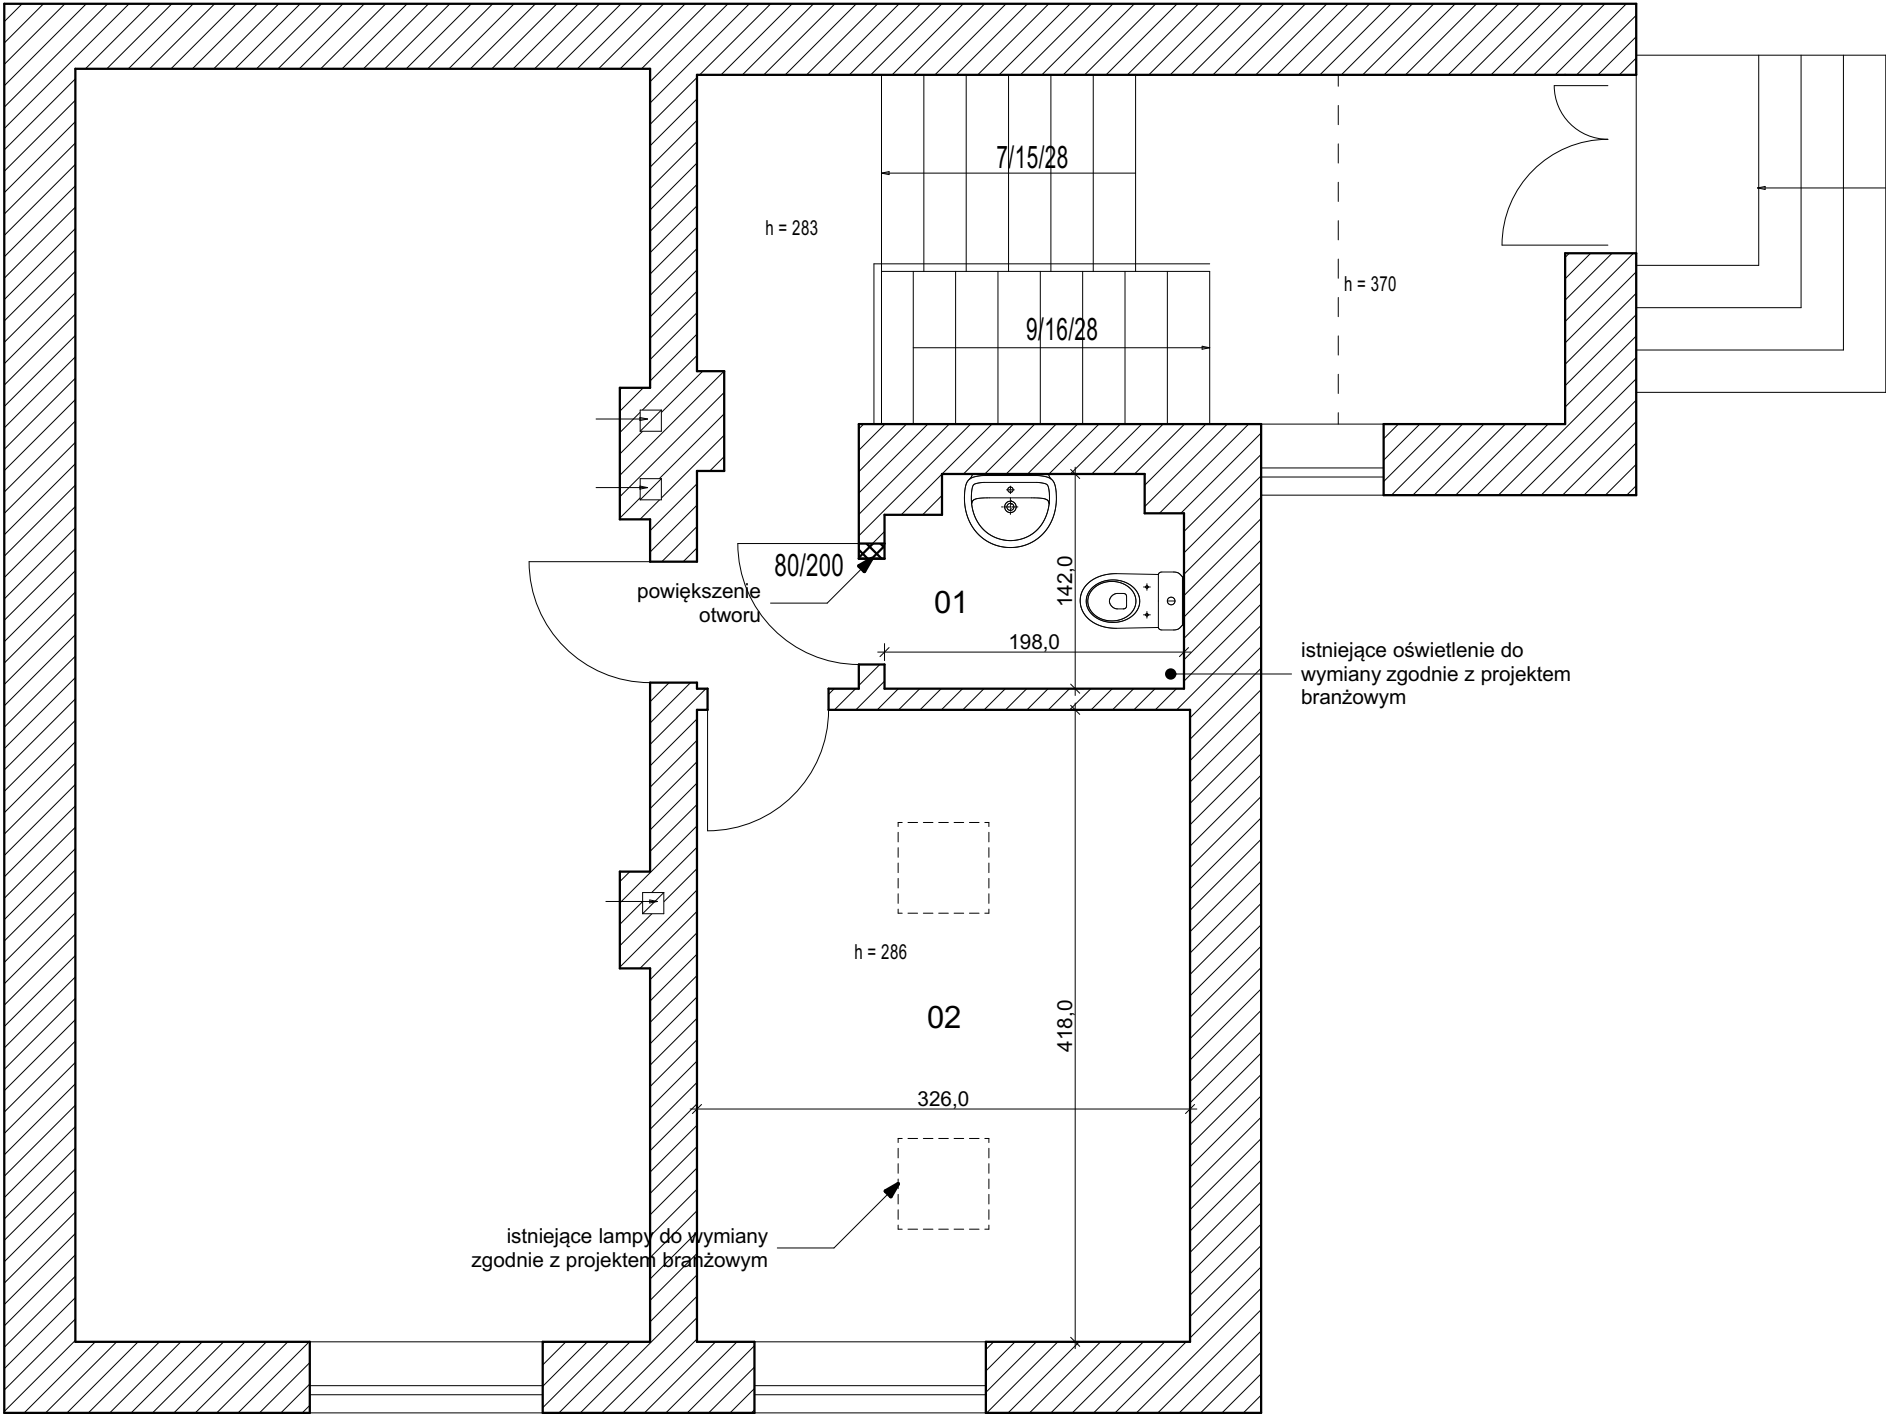 7/15/28
h = 283
h = 370
9/16/28
80/200
powiększenie
otworu
01
142,0
198,0
istniejące oświetlenie do
wymiany zgodnie z projektem
branżowym
h = 286
02
418,0
326,0
istniejące lampy do wymiany
zgodnie z projektem branżowym